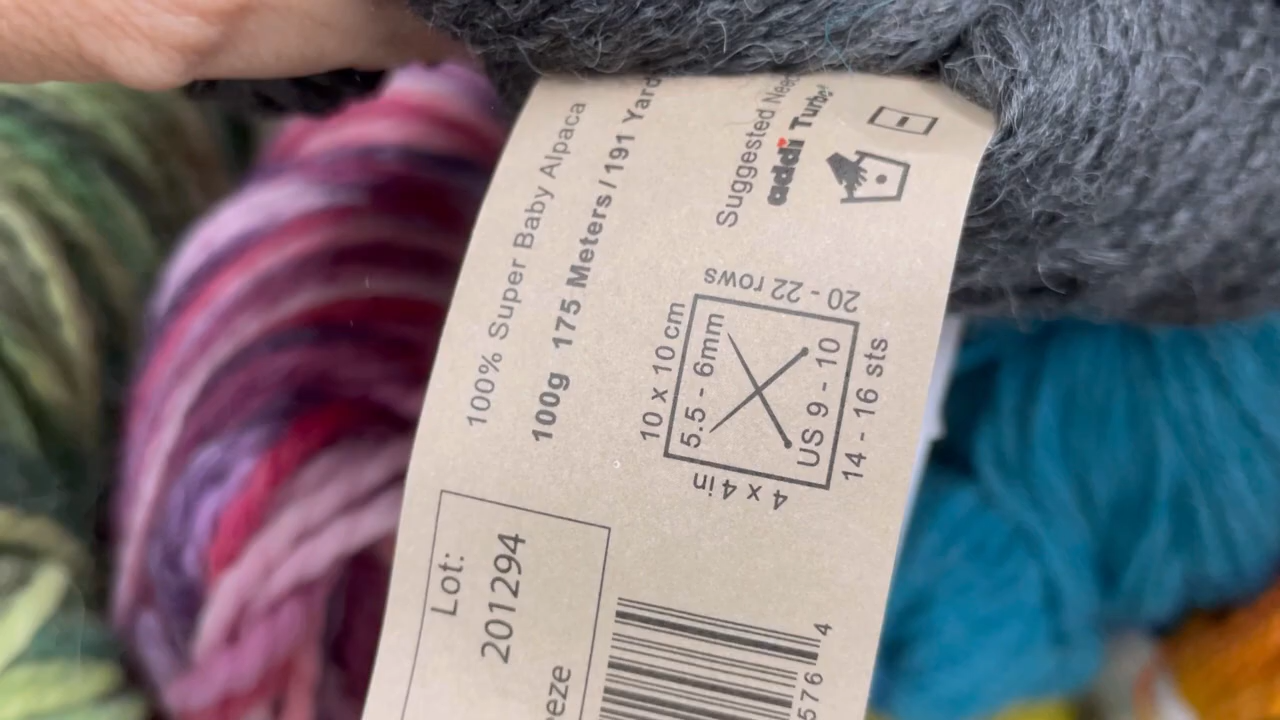 100% Super Baby Alpaca
100g 175 Meters / 191 Yard
Suggested
addi Turbo
10 x 10 cm
20 - 22 rows
5.5 - 6mm
US 9 - 10
4 x 4 in
14 - 16 sts
Lot:
201294
eze
576 4